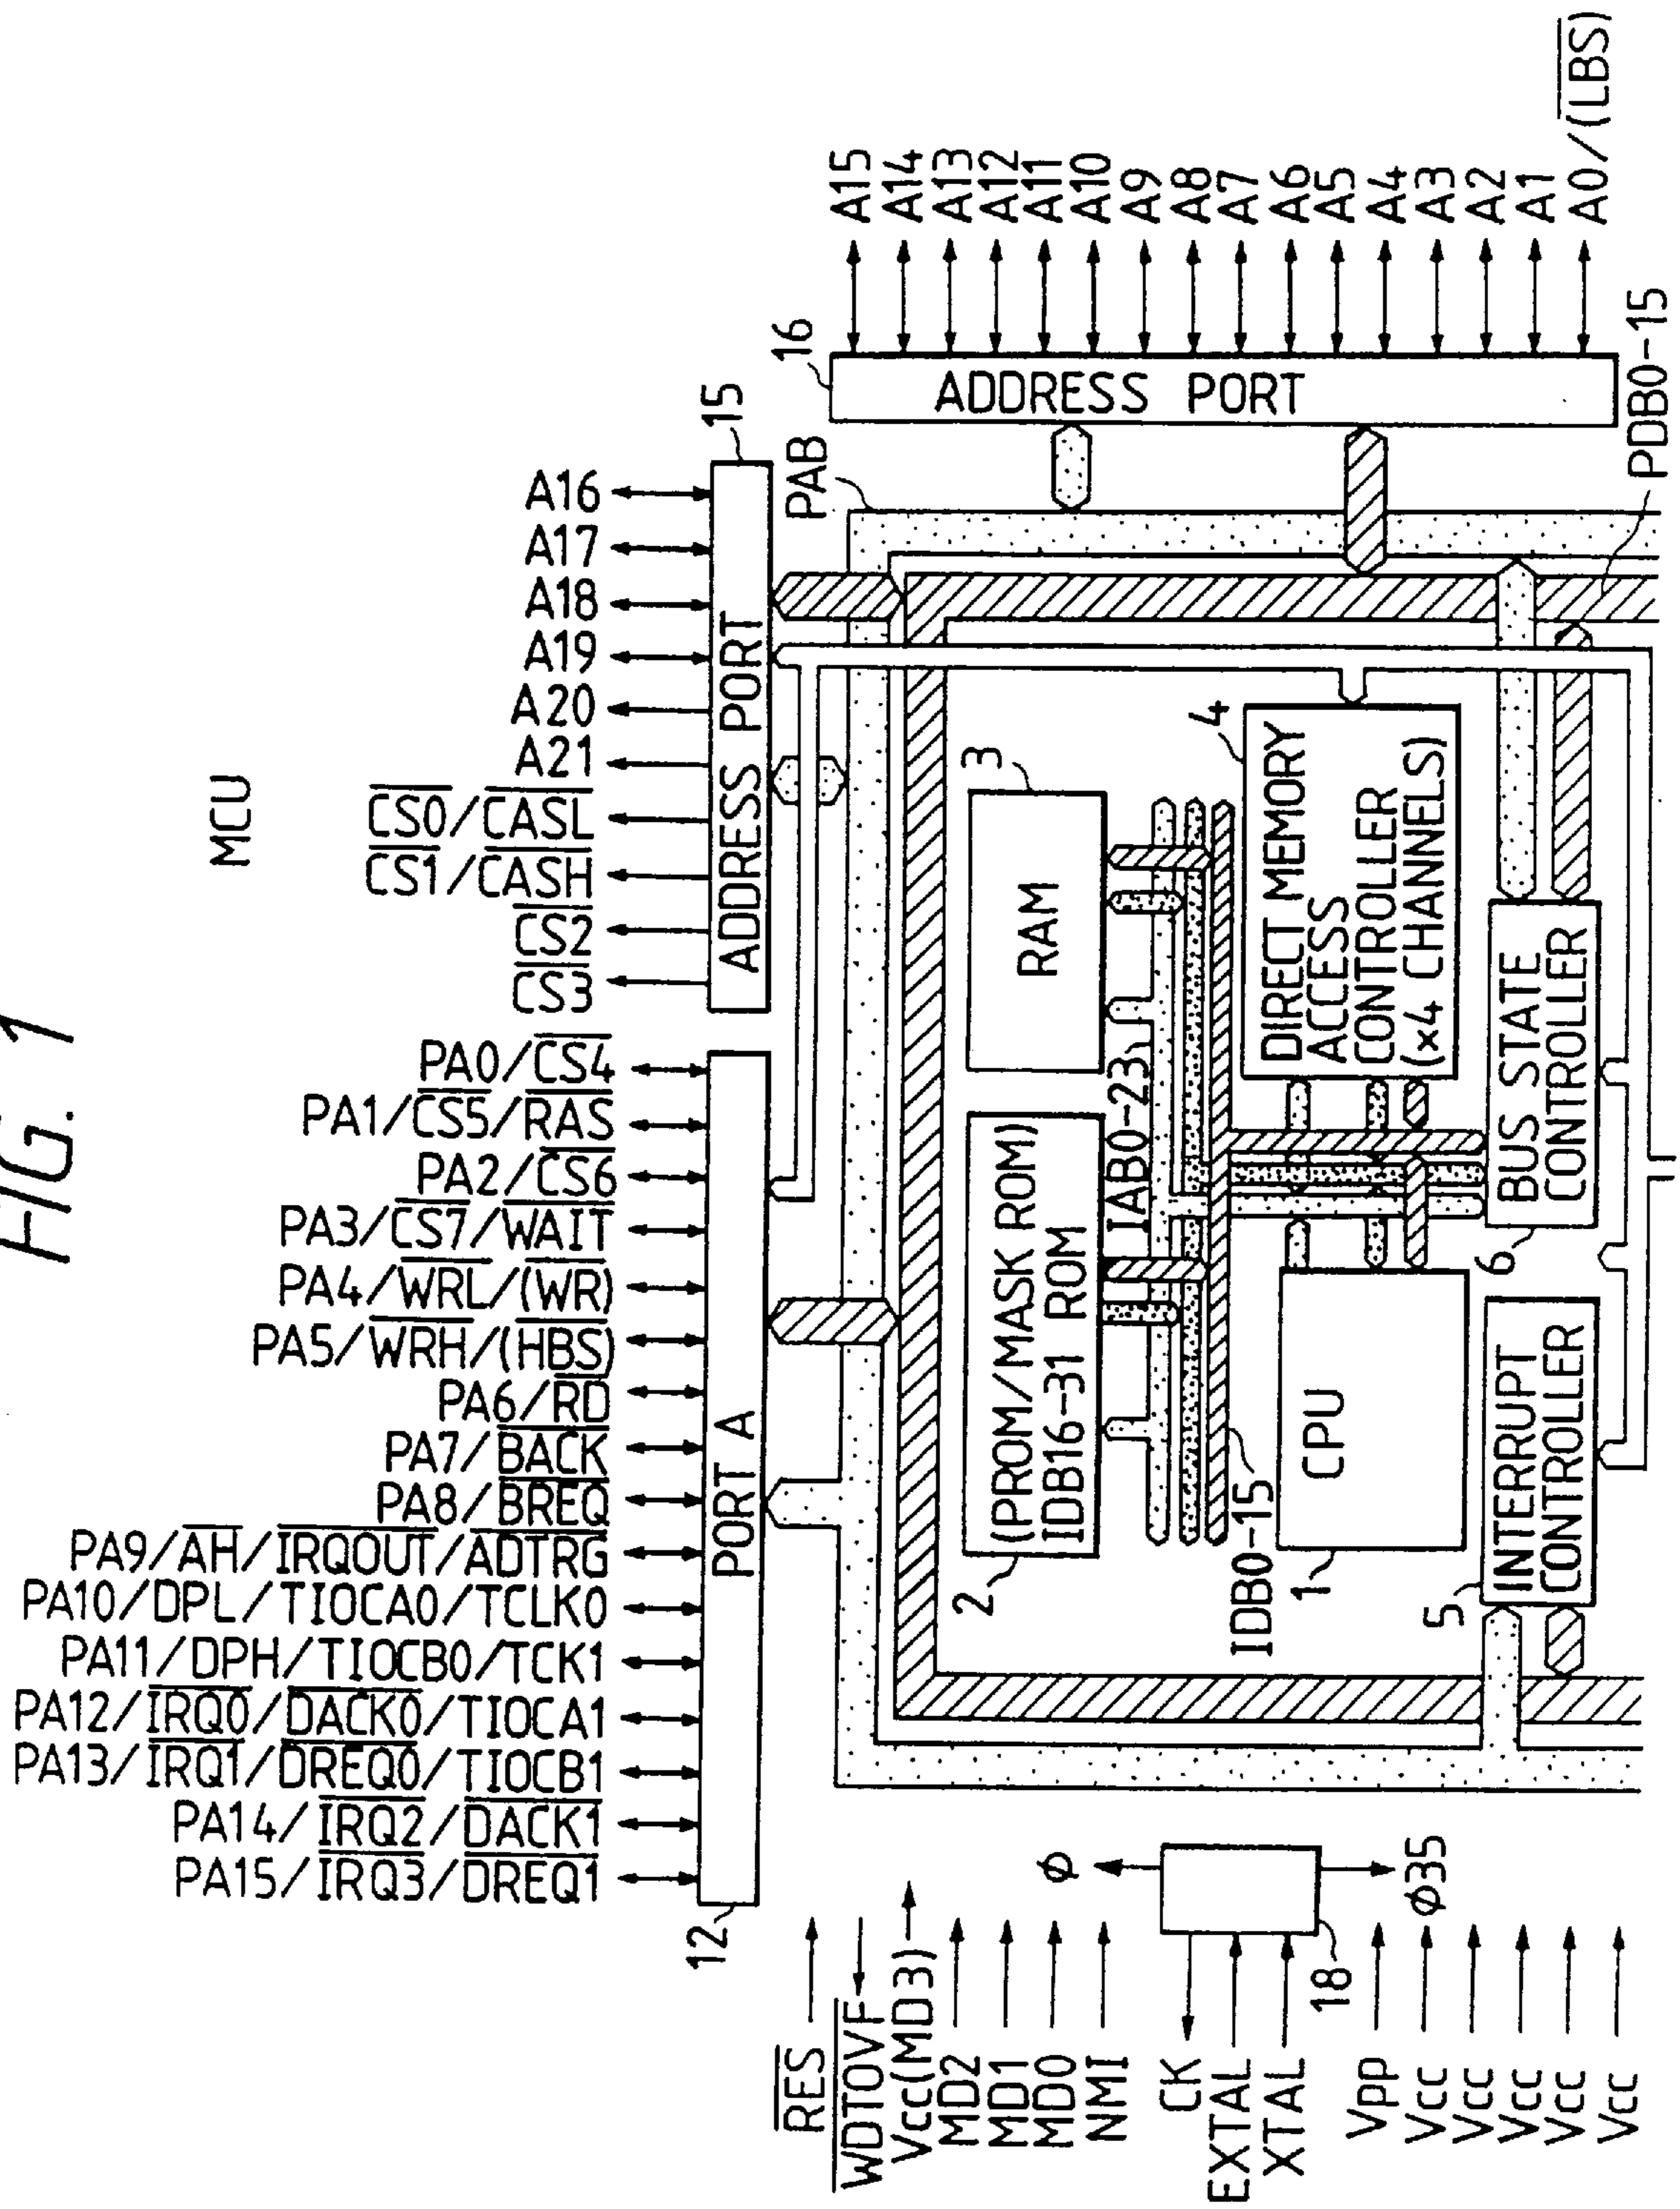 FIG. 1
MCU
PA15/IRQ3/DREQ1
PA14/IRQ2/DACK1
PA13/IRQ1/DREQ0/TIOCB1
PA12/IRQ0/DACK0/TIOCA1
PA11/DPH/TIOCB0/TCK1
PA10/DPL/TIOCA0/TCLK0
PA9/AH/IRQOUT/ADTRG
PA8/BREQ
PA7/BACK
PA6/RD
PA5/WRH/(HBS)
PA4/WRL/(WR)
PA3/CS7/WAIT
PA2/CS6
PA1/CS5/RAS
PA0/CS4
CS3
CS2
CS1/CASH
CS0/CASL
A21
A20
A19
A18
A17
A16
12
PORT A
ADDRESS PORT
15
RES
WDTOVF
Vcc(MD3)
MD2
MD1
MD0
NMI
CK
EXTAL
XTAL
Vpp
Vcc
Vcc
Vcc
Vcc
Vcc
ϕ
ϕ35
18
2
(PROM/MASK ROM)
IDB16-31 ROM
RAM
3
IAB0-23
IDB0-15
1
CPU
4
DIRECT MEMORY
ACCESS
CONTROLLER
(×4 CHANNELS)
5
INTERRUPT
CONTROLLER
6
BUS STATE
CONTROLLER
PAB
16
ADDRESS PORT
PDB0-15
A15
A14
A13
A12
A11
A10
A9
A8
A7
A6
A5
A4
A3
A2
A1
A0/(LBS)